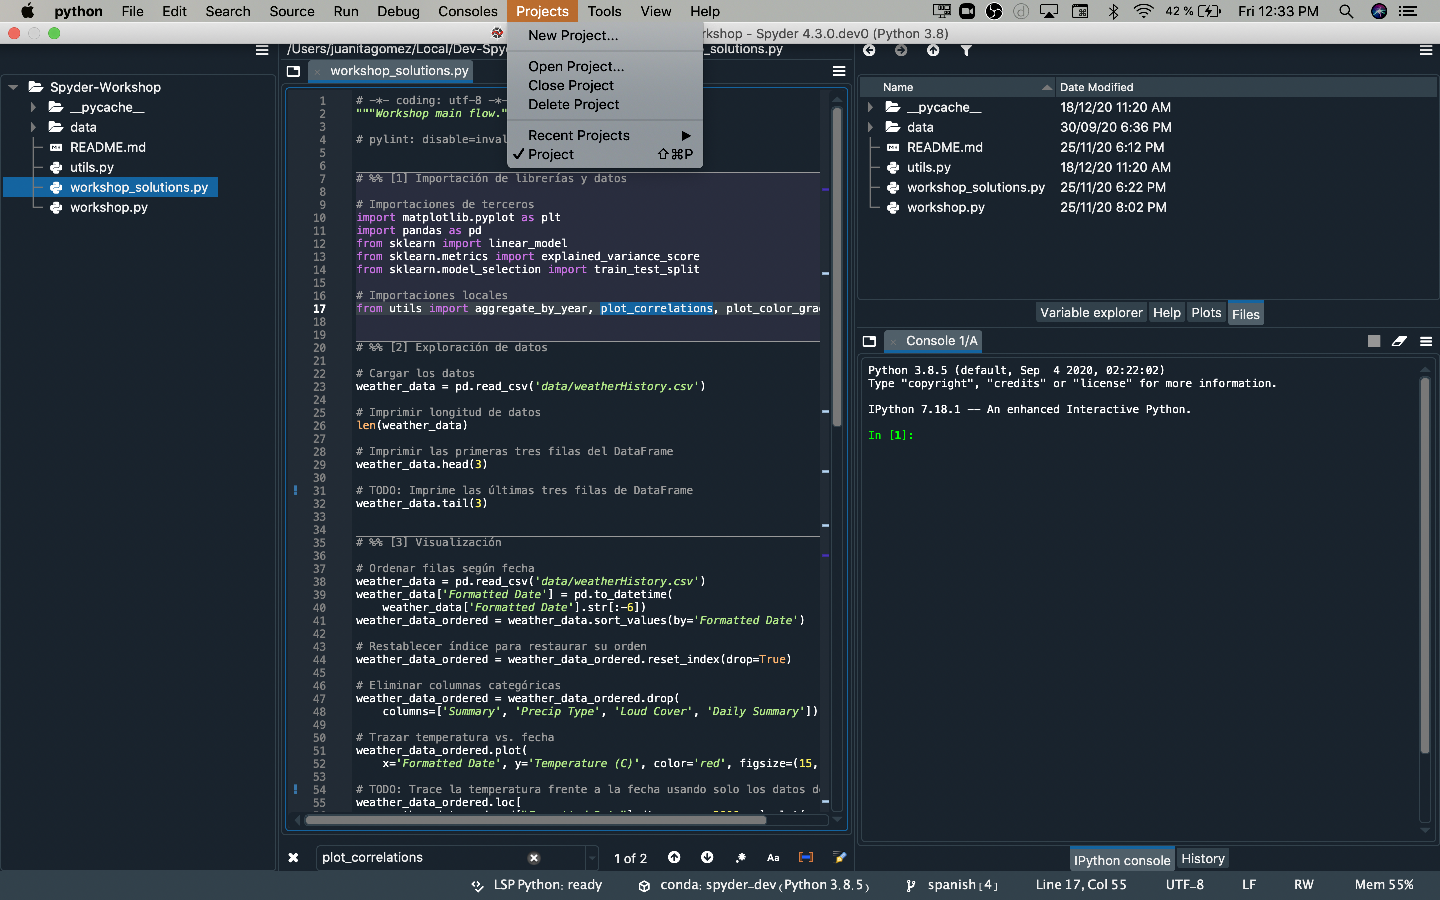 python File Edit Search Source Run Debug Consoles Projects Tools View Help 42 % Fri 12:33 PM
rkshop - Spyder 4.3.0.dev0 (Python 3.8)
New Project...
Open Project...
Close Project
Delete Project
Recent Projects
Project ⇧⌘P
Spyder-Workshop
__pycache__
data
README.md
utils.py
workshop_solutions.py
workshop.py
/Users/juanitagomez/Local/Dev-Spy _solutions.py
workshop_solutions.py
1 # -*- coding: utf-8 -*-
2 """Workshop main flow."
3
4 # pylint: disable=inval
5
6
7 # %% [1] Importación de librerías y datos
8
9 # Importaciones de terceros
10 import matplotlib.pyplot as plt
11 import pandas as pd
12 from sklearn import linear_model
13 from sklearn.metrics import explained_variance_score
14 from sklearn.model_selection import train_test_split
15
16 # Importaciones locales
17 from utils import aggregate_by_year, plot_correlations, plot_color_gra
18
19
20 # %% [2] Exploración de datos
21
22 # Cargar los datos
23 weather_data = pd.read_csv('data/weatherHistory.csv')
24
25 # Imprimir longitud de datos
26 len(weather_data)
27
28 # Imprimir las primeras tres filas del DataFrame
29 weather_data.head(3)
30
31 # TODO: Imprime las últimas tres filas de DataFrame
32 weather_data.tail(3)
33
34
35 # %% [3] Visualización
36
37 # Ordenar filas según fecha
38 weather_data = pd.read_csv('data/weatherHistory.csv')
39 weather_data['Formatted Date'] = pd.to_datetime(
40     weather_data['Formatted Date'].str[:-6])
41 weather_data_ordered = weather_data.sort_values(by='Formatted Date')
42
43 # Restablecer índice para restaurar su orden
44 weather_data_ordered = weather_data_ordered.reset_index(drop=True)
45
46 # Eliminar columnas categóricas
47 weather_data_ordered = weather_data_ordered.drop(
48     columns=['Summary', 'Precip Type', 'Loud Cover', 'Daily Summary'])
49
50 # Trazar temperatura vs. fecha
51 weather_data_ordered.plot(
52     x='Formatted Date', y='Temperature (C)', color='red', figsize=(15,
53
54 # TODO: Trace la temperatura frente a la fecha usando solo los datos d
55 weather_data_ordered.loc[
plot_correlations 1 of 2 Aa
Name Date Modified
__pycache__ 18/12/20 11:20 AM
data 30/09/20 6:36 PM
README.md 25/11/20 6:12 PM
utils.py 18/12/20 11:20 AM
workshop_solutions.py 25/11/20 6:22 PM
workshop.py 25/11/20 8:02 PM
Variable explorer Help Plots Files
Console 1/A
Python 3.8.5 (default, Sep  4 2020, 02:22:02)
Type "copyright", "credits" or "license" for more information.
IPython 7.18.1 -- An enhanced Interactive Python.
In [1]:
IPython console History
LSP Python: ready conda: spyder-dev (Python 3.8.5) spanish [4] Line 17, Col 55 UTF-8 LF RW Mem 55%